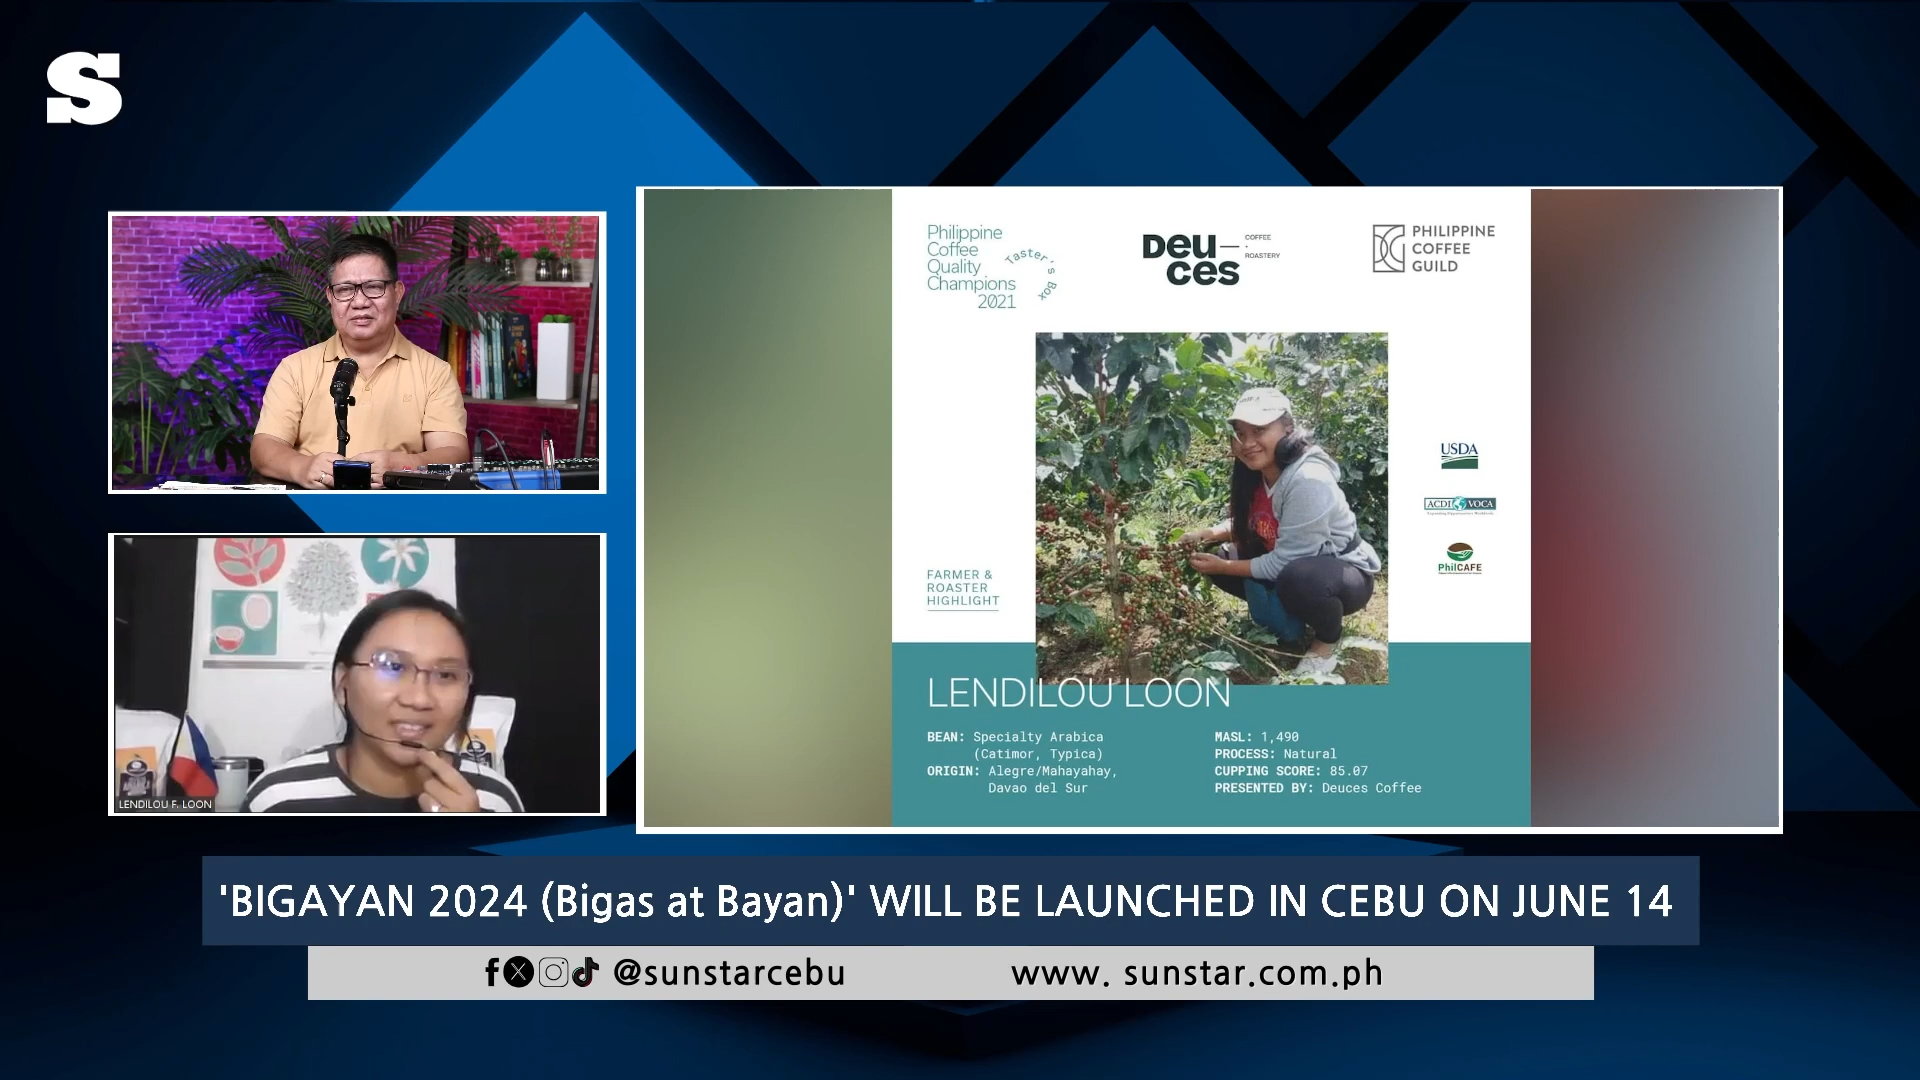 S
Philippine
Coffee
Quality
Champions
2021
Taster's Box
Deu—
ces
COFFEE
+
ROASTERY
PHILIPPINE
COFFEE
GUILD
USDA
ACDI VOCA
PhilCAFE
FARMER &
ROASTER
HIGHLIGHT
LENDILOU LOON
BEAN: Specialty Arabica
(Catimor, Typica)
ORIGIN: Alegre/Mahayahay,
Davao del Sur
MASL: 1,490
PROCESS: Natural
CUPPING SCORE: 85.07
PRESENTED BY: Deuces Coffee
LENDILOU F. LOON
'BIGAYAN 2024 (Bigas at Bayan)' WILL BE LAUNCHED IN CEBU ON JUNE 14
@sunstarcebu
www. sunstar.com.ph